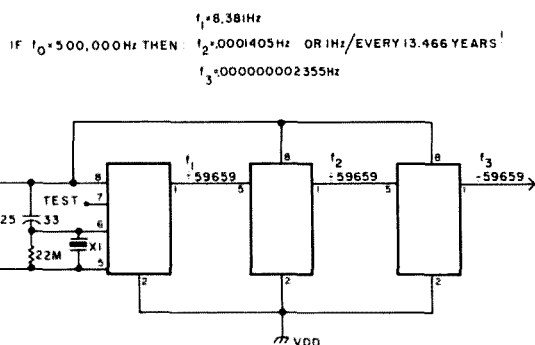 f1=8,381Hz
IF f0=500,000Hz THEN: f2=.0001405Hz OR 1Hz/EVERY 13.466 YEARS!
f3=.000000002355Hz
f1 f2 f3
÷59659 ÷59659 ÷59659
8 1 5 8 1 5 8 1
TEST 7
25 33 6
22M X1 5
2 2 2
VDD